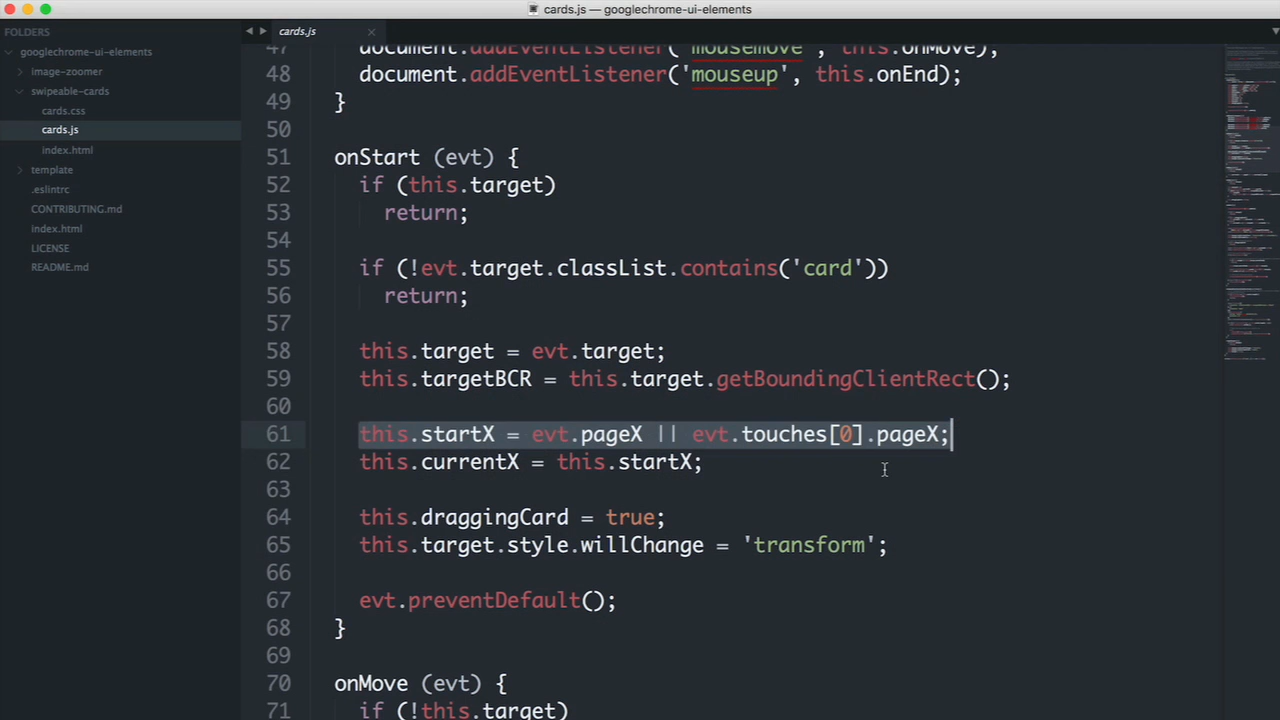 cards.js — googlechrome-ui-elements
FOLDERS
googlechrome-ui-elements
image-zoomer
swipeable-cards
cards.css
cards.js
index.html
template
.eslintrc
CONTRIBUTING.md
index.html
LICENSE
README.md
cards.js
47 document.addEventListener('mousemove', this.onMove);
48 document.addEventListener('mouseup', this.onEnd);
49 }
50
51 onStart (evt) {
52 if (this.target)
53 return;
54
55 if (!evt.target.classList.contains('card'))
56 return;
57
58 this.target = evt.target;
59 this.targetBCR = this.target.getBoundingClientRect();
60
61 this.startX = evt.pageX || evt.touches[0].pageX;
62 this.currentX = this.startX;
63
64 this.draggingCard = true;
65 this.target.style.willChange = 'transform';
66
67 evt.preventDefault();
68 }
69
70 onMove (evt) {
71 if (!this.target)